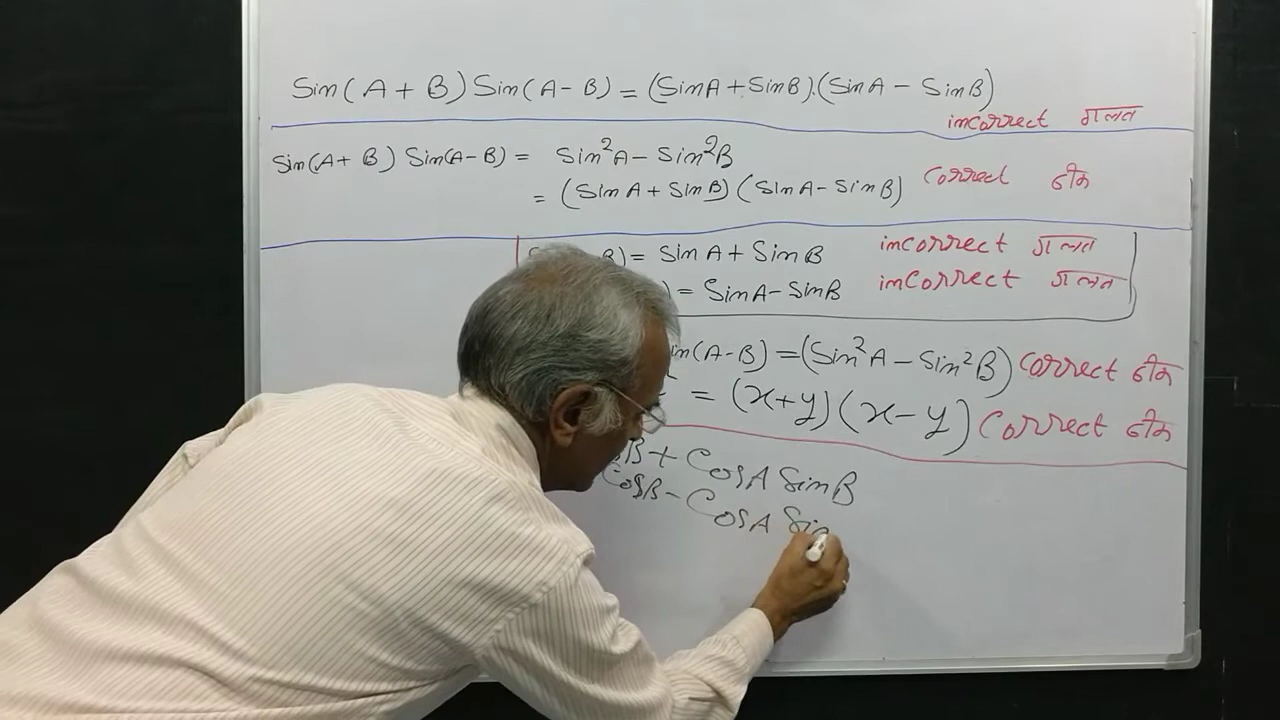 Sin(A+B)Sin(A-B)=(SinA+SinB).(SinA-SinB)
incorrect गलत
Sin(A+B) Sin(A-B)= Sin²A-Sin²B
=(SinA+SinB)(SinA-SinB) correct ठीक
B)= SinA+SinB incorrect गलत
)= SinA-SinB incorrect गलत
in(A-B)=(Sin²A-Sin²B) correct ठीक
=(x+y)(x-y) correct ठीक
B+CosA SinB
CosB-CosA Sin